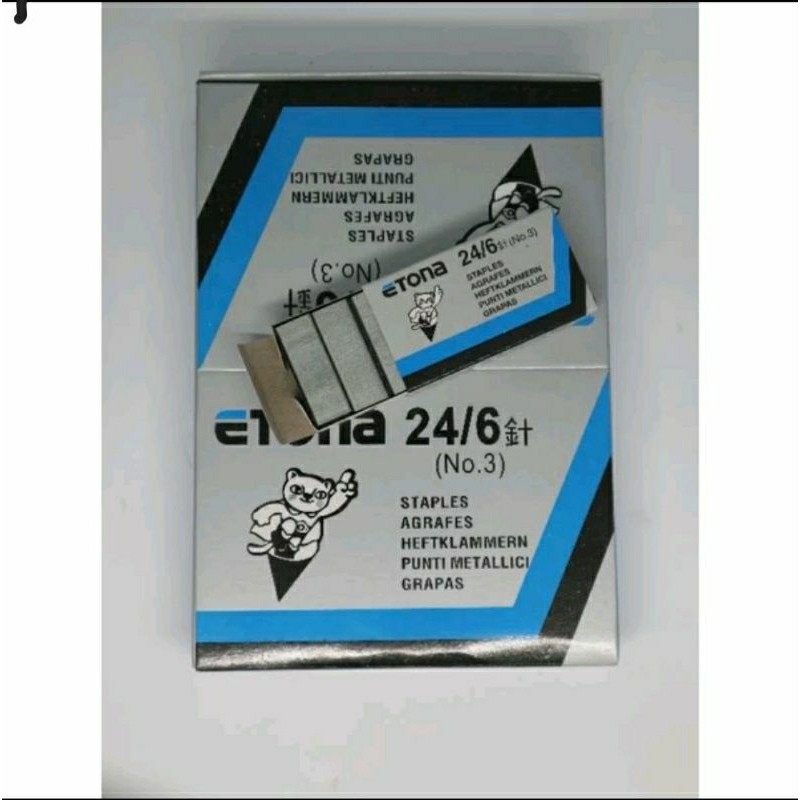 GRAPAS
PUNTI METALLICI
HEFTKLAMMERN
AGRAFES
STAPLES
(No.3)
針
ETONA 24/6針(No.3)
STAPLES
AGRAFES
HEFTKLAMMERN
PUNTI METALLICI
GRAPAS
ETONA 24/6針
(No.3)
STAPLES
AGRAFES
HEFTKLAMMERN
PUNTI METALLICI
GRAPAS